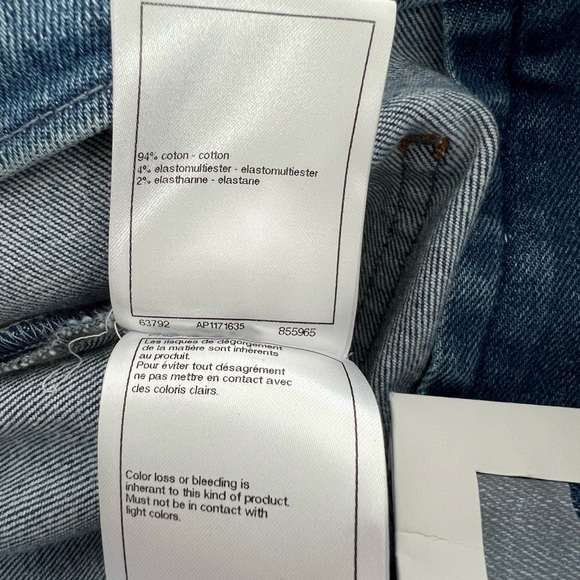 94% coton - cotton
4% elastomultiester - elastomultiester
2% elasthanne - elastane
63792 AP1171635 855965
Les risques de dégorgement
de la matière sont inhérents
au produit.
Pour éviter tout désagrément
ne pas mettre en contact avec
des coloris clairs.
Color loss or bleeding is
inherant to this kind of product.
Must not be in contact with
light colors.